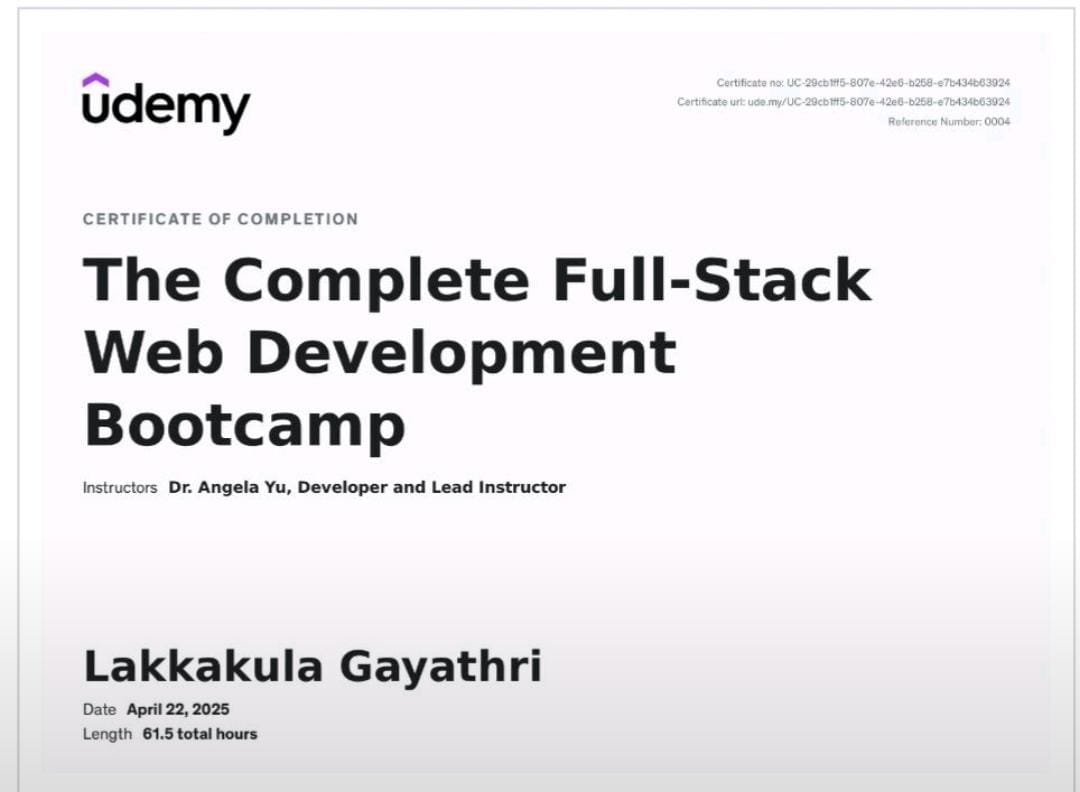 udemy
Certificate no: UC-29cb1ff5-807e-42e6-b258-e7b434b63924
Certificate url: ude.my/UC-29cb1ff5-807e-42e6-b258-e7b434b63924
Reference Number: 0004
CERTIFICATE OF COMPLETION
The Complete Full-Stack
Web Development
Bootcamp
Instructors Dr. Angela Yu, Developer and Lead Instructor
Lakkakula Gayathri
Date April 22, 2025
Length 61.5 total hours